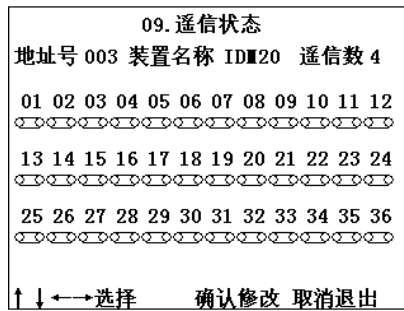 09.遥信状态
地址号 003 装置名称 IDM20 遥信数 4
01 02 03 04 05 06 07 08 09 10 11 12
13 14 15 16 17 18 19 20 21 22 23 24
25 26 27 28 29 30 31 32 33 34 35 36
↑ ↓ ←→选择 确认修改 取消退出